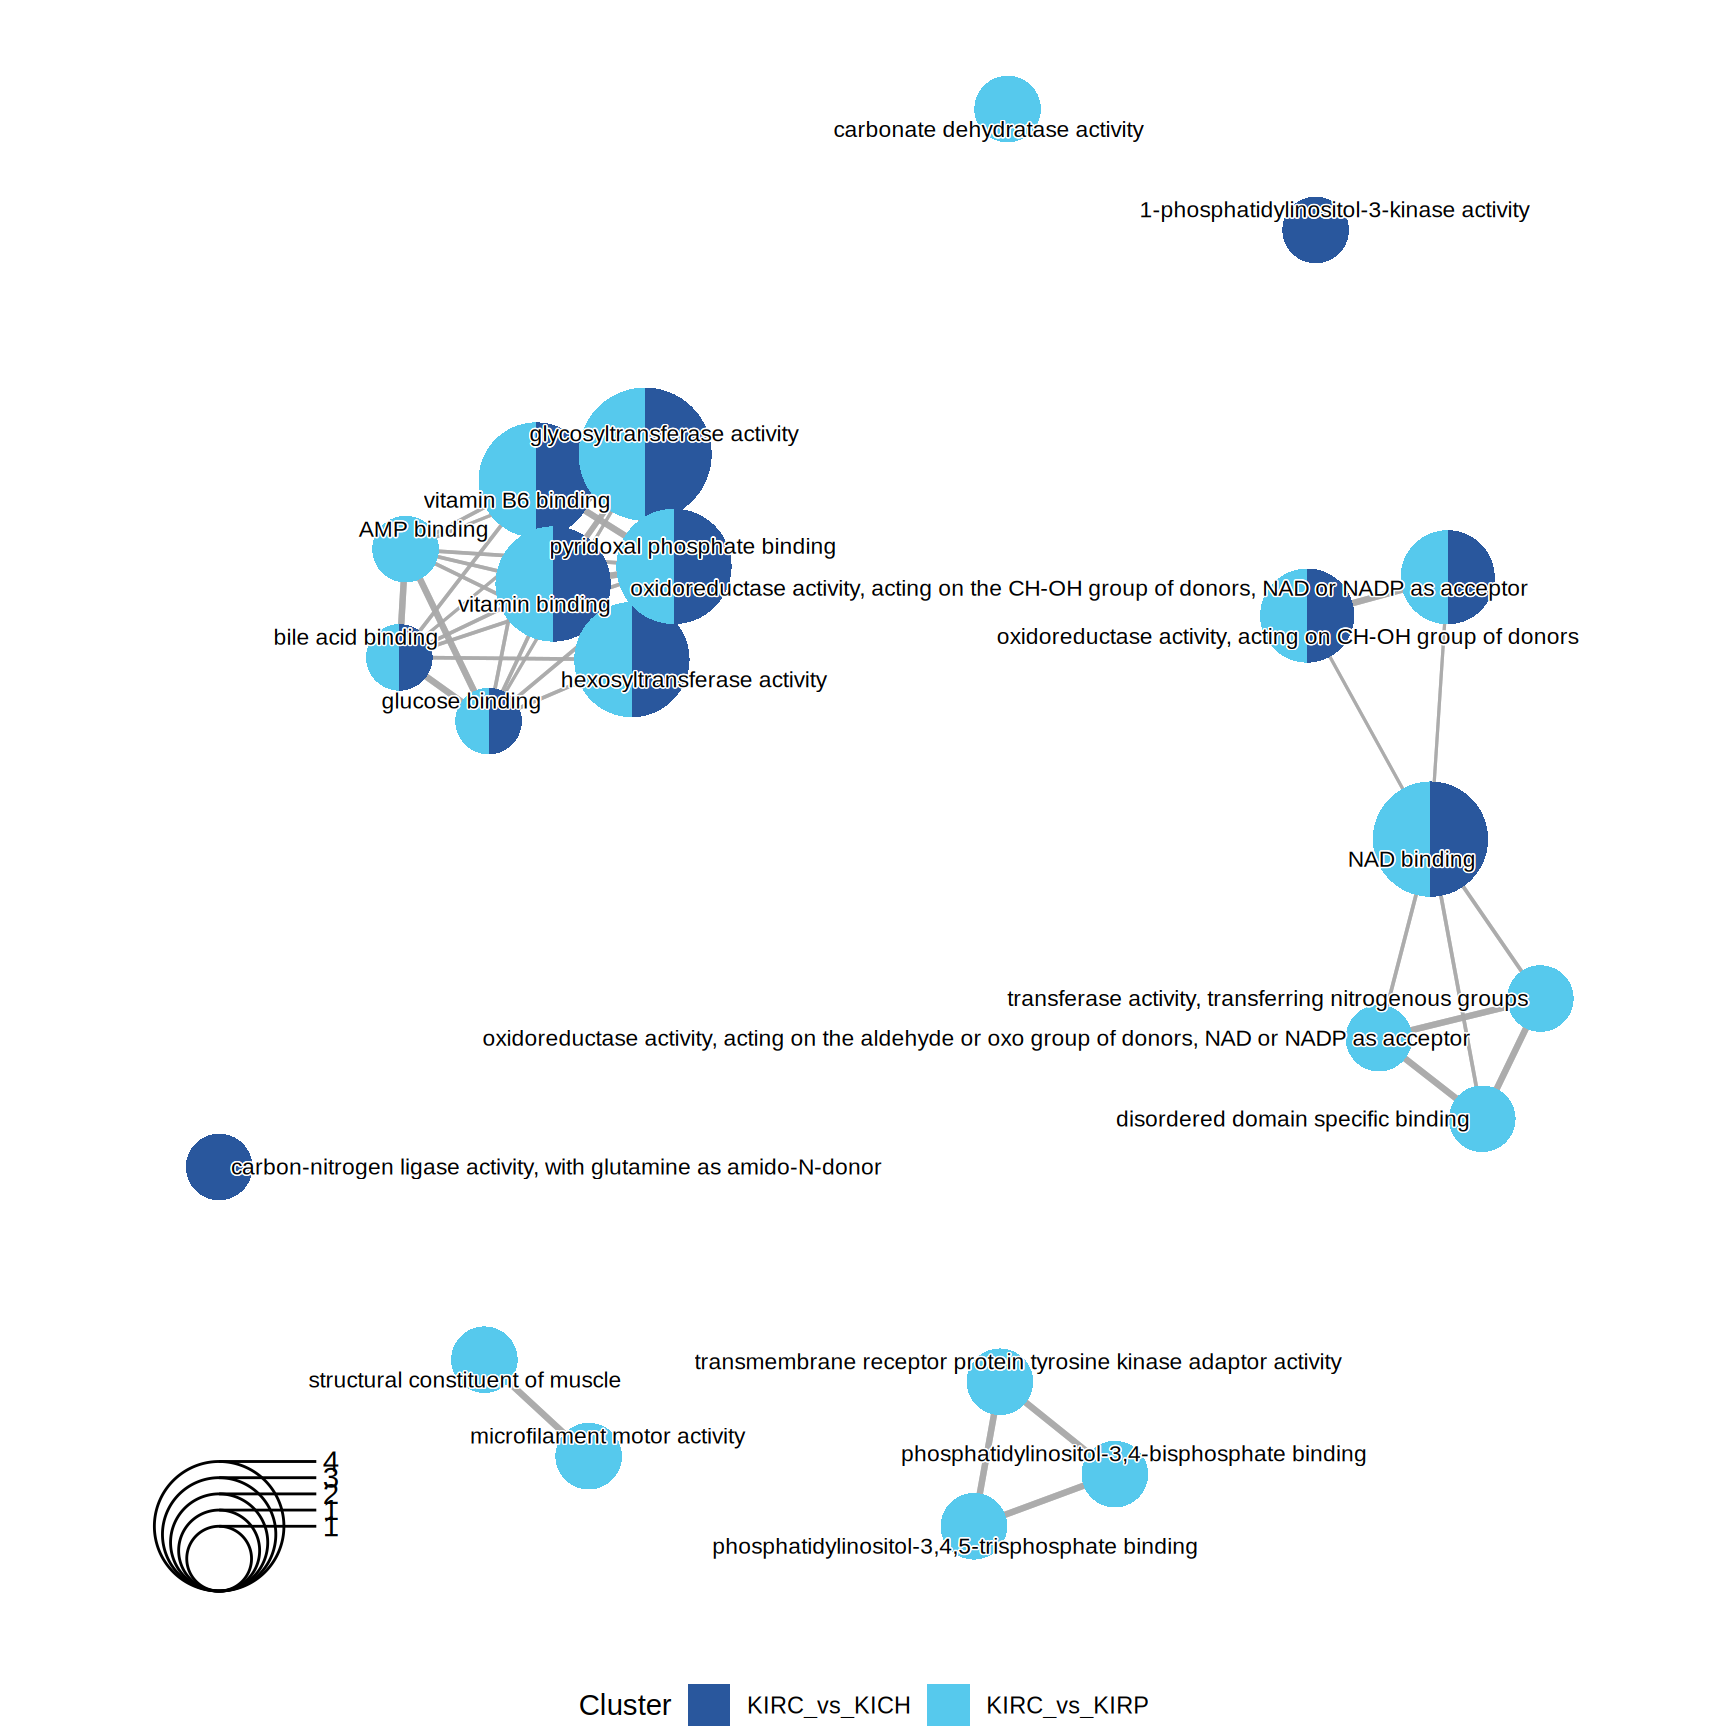 carbonate dehydratase activity
1-phosphatidylinositol-3-kinase activity
glycosyltransferase activity
vitamin B6 binding
AMP binding
pyridoxal phosphate binding
oxidoreductase activity, acting on the CH-OH group of donors, NAD or NADP as acceptor
vitamin binding
bile acid binding
oxidoreductase activity, acting on CH-OH group of donors
hexosyltransferase activity
glucose binding
NAD binding
transferase activity, transferring nitrogenous groups
oxidoreductase activity, acting on the aldehyde or oxo group of donors, NAD or NADP as acceptor
disordered domain specific binding
carbon-nitrogen ligase activity, with glutamine as amido-N-donor
transmembrane receptor protein tyrosine kinase adaptor activity
structural constituent of muscle
microfilament motor activity
phosphatidylinositol-3,4-bisphosphate binding
4
3
2
1
1
phosphatidylinositol-3,4,5-trisphosphate binding
Cluster KIRC_vs_KICH KIRC_vs_KIRP